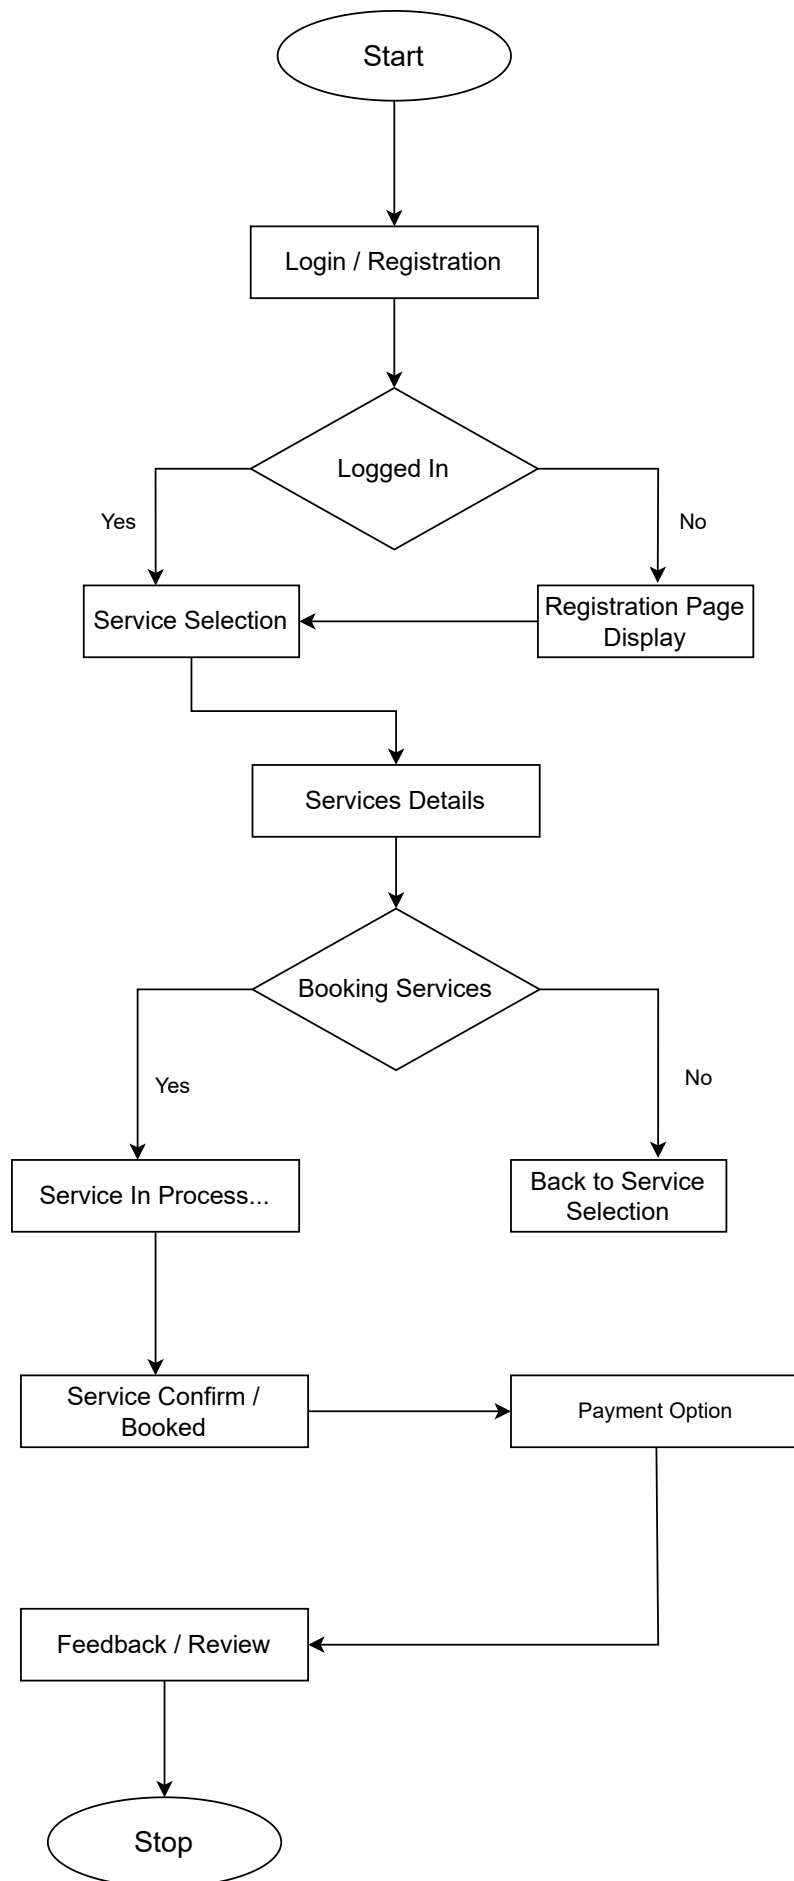 Start
Login / Registration
Logged In
Yes
No
Service Selection
Registration Page
Display
Services Details
Booking Services
Yes
No
Service In Process...
Back to Service
Selection
Service Confirm /
Booked
Payment Option
Feedback / Review
Stop